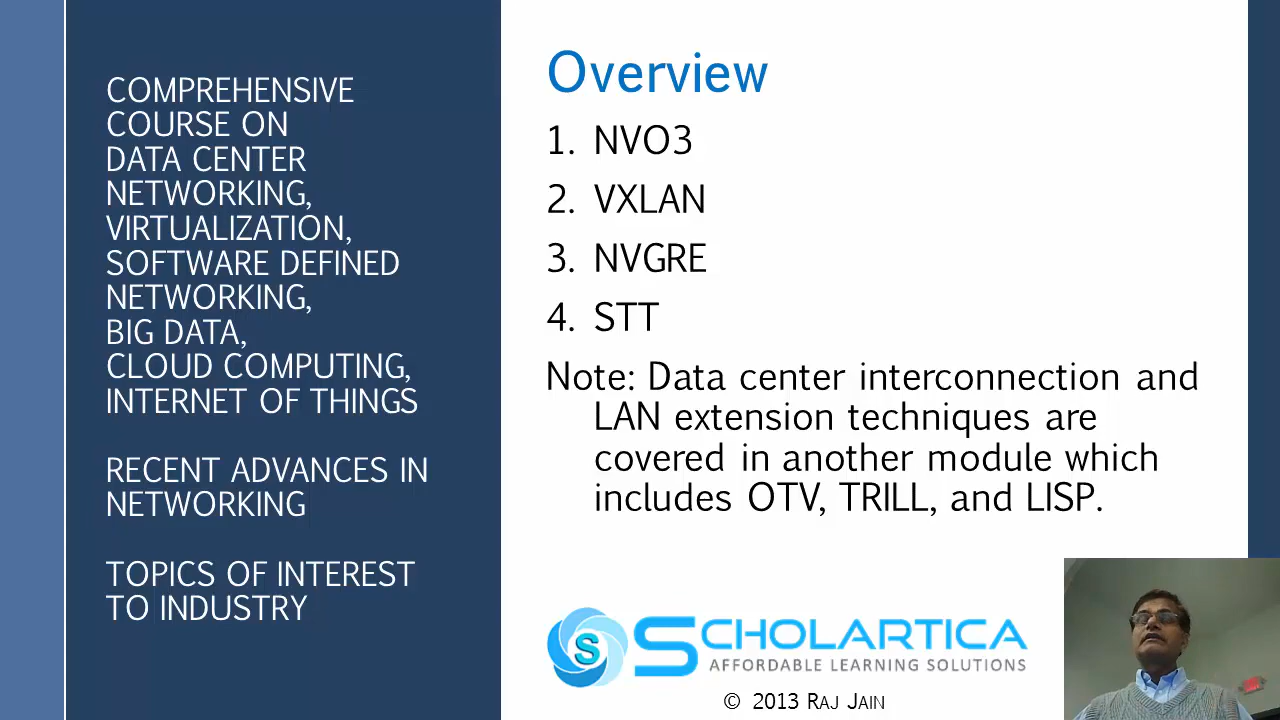 COMPREHENSIVE
COURSE ON
DATA CENTER
NETWORKING,
VIRTUALIZATION,
SOFTWARE DEFINED
NETWORKING,
BIG DATA,
CLOUD COMPUTING,
INTERNET OF THINGS
RECENT ADVANCES IN
NETWORKING
TOPICS OF INTEREST
TO INDUSTRY
Overview
1. NVO3
2. VXLAN
3. NVGRE
4. STT
Note: Data center interconnection and
LAN extension techniques are
covered in another module which
includes OTV, TRILL, and LISP.
S SCHOLARTICA
AFFORDABLE LEARNING SOLUTIONS
© 2013 RAJ JAIN